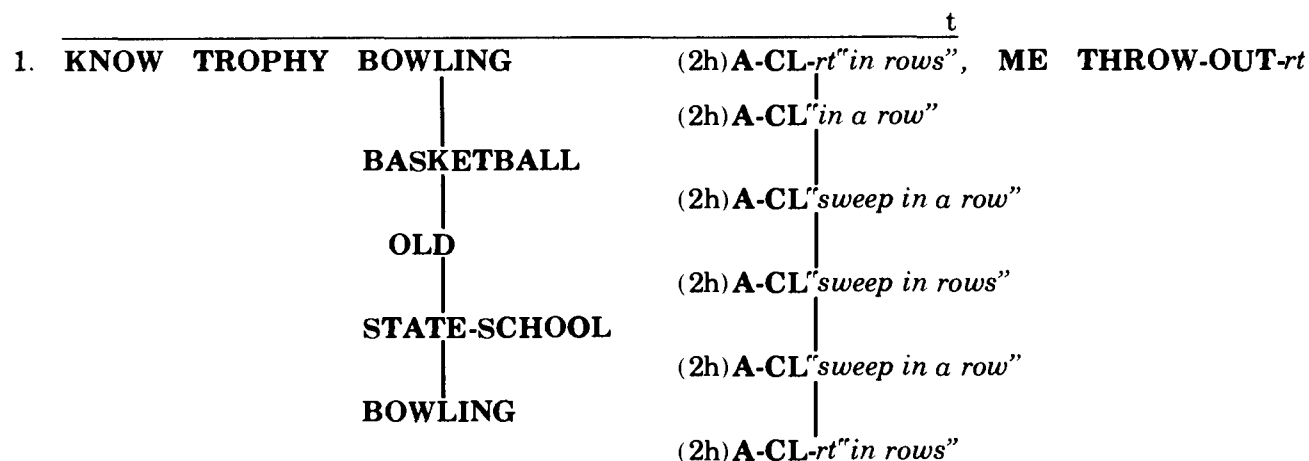 t
1. KNOW TROPHY BOWLING (2h)A-CL-rt"in rows", ME THROW-OUT-rt
(2h)A-CL"in a row"
BASKETBALL
(2h)A-CL"sweep in a row"
OLD
(2h)A-CL"sweep in rows"
STATE-SCHOOL
(2h)A-CL"sweep in a row"
BOWLING
(2h)A-CL-rt"in rows"